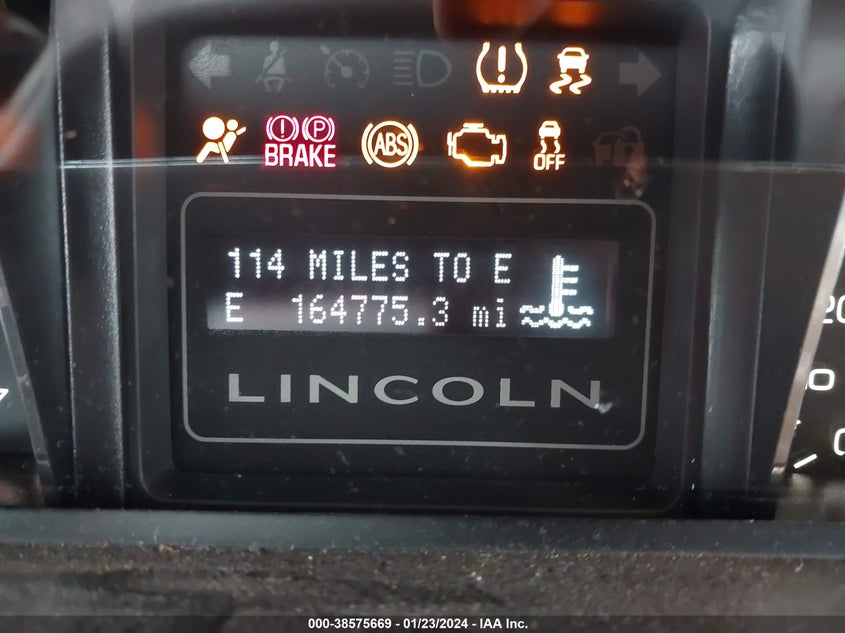 BRAKE
ABS
OFF
114 MILES TO E
E 164775.3 mi
LINCOLN
000-38575669 - 01/23/2024 - IAA Inc.